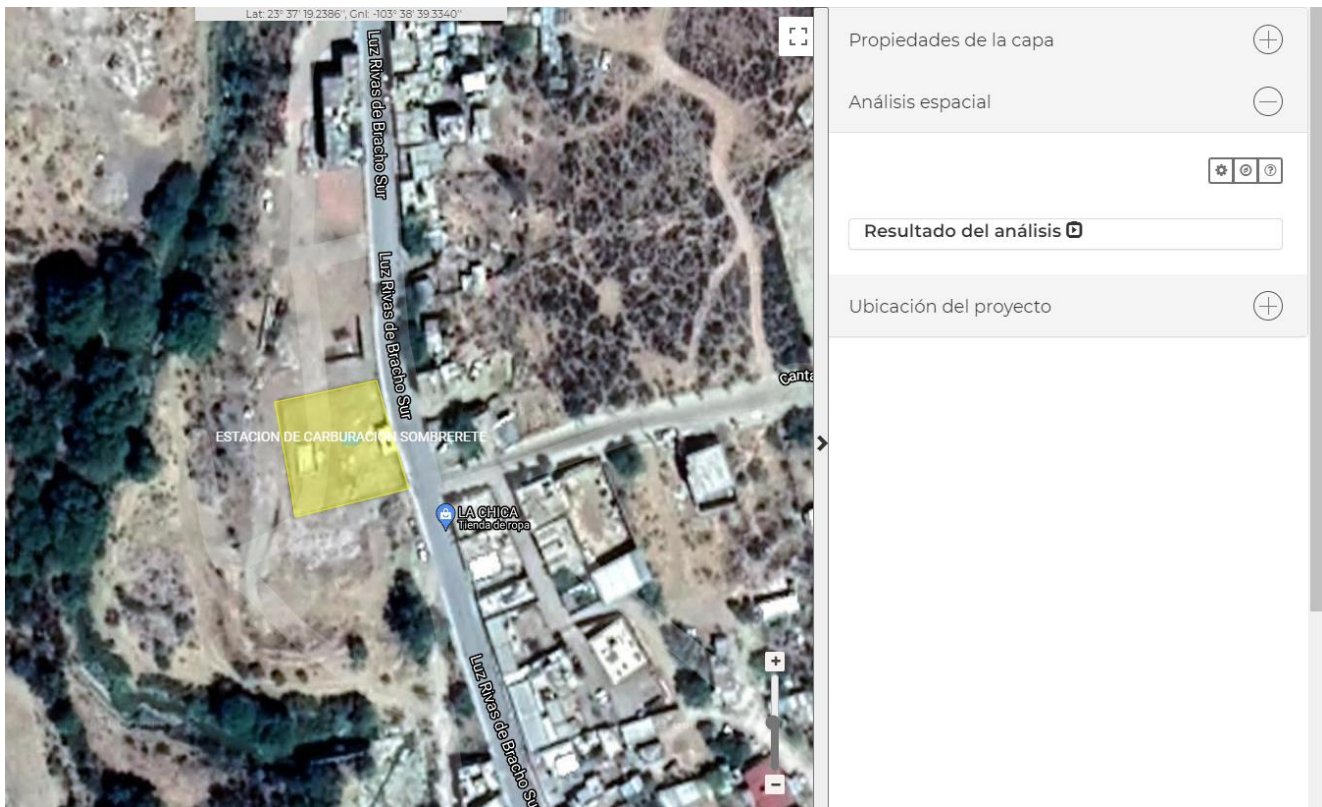 Lat: 23° 37' 19.2386", Gnl: -103° 38' 39.3340"
Luz Rivas de Bracho Sur
Luz Rivas de Bracho Sur
ESTACION DE CARBURACION SOMBRERETE
Canta
LA CHICA
Tienda de ropa
Luz Rivas de Bracho Su
+
−
Propiedades de la capa
Análisis espacial
Resultado del análisis
Ubicación del proyecto